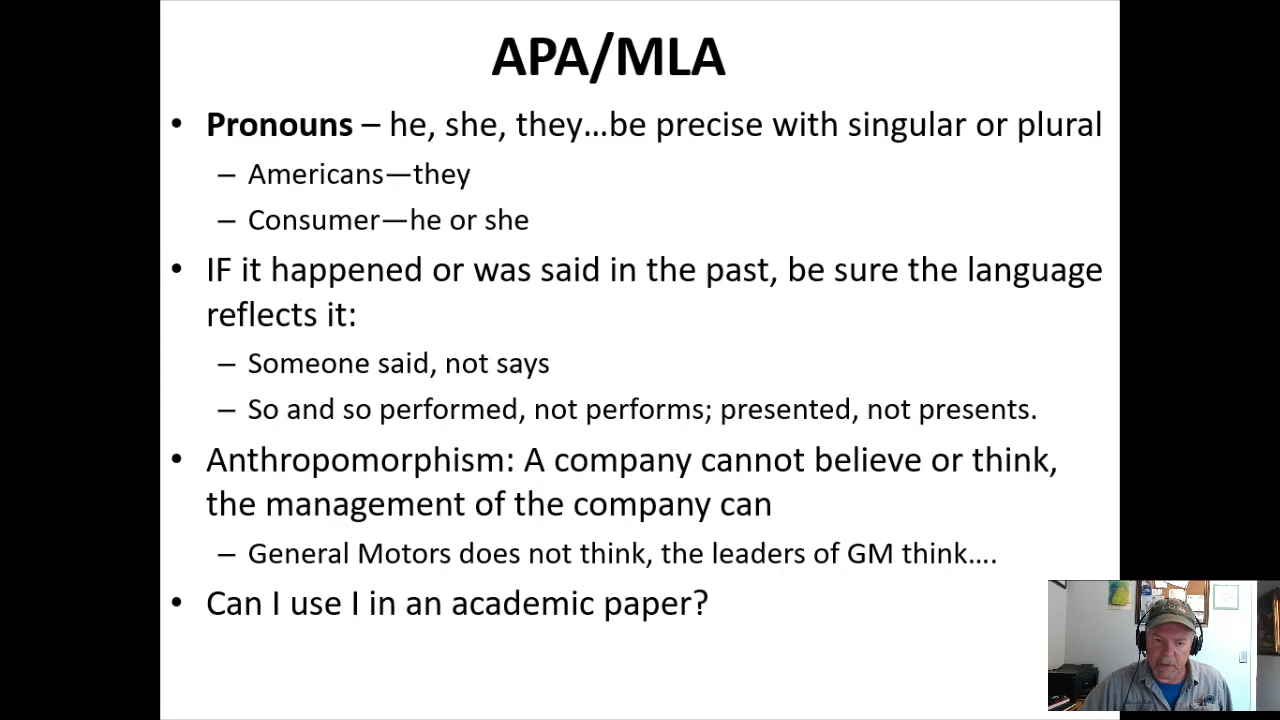 APA/MLA
• Pronouns – he, she, they…be precise with singular or plural
– Americans—they
– Consumer—he or she
• IF it happened or was said in the past, be sure the language
reflects it:
– Someone said, not says
– So and so performed, not performs; presented, not presents.
• Anthropomorphism: A company cannot believe or think,
the management of the company can
– General Motors does not think, the leaders of GM think….
• Can I use I in an academic paper?